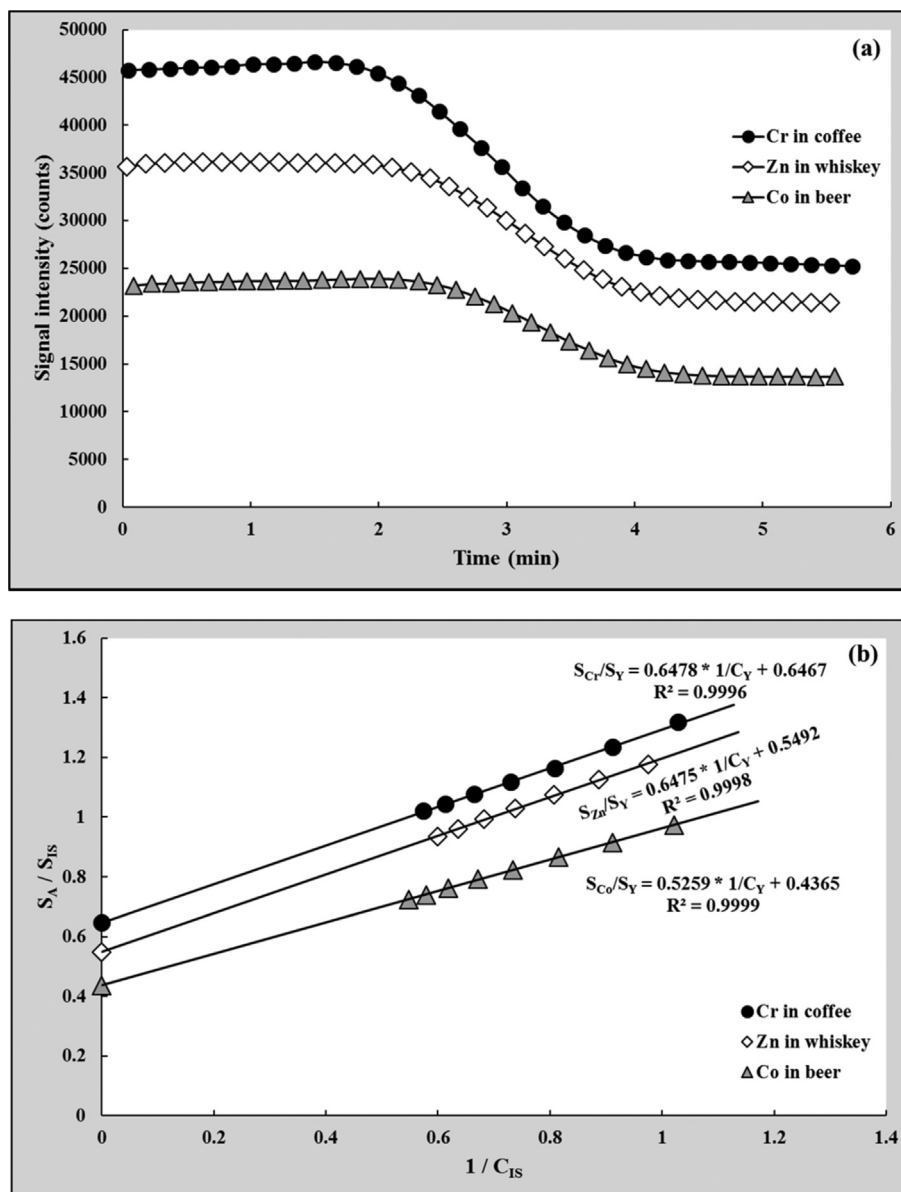 (a)
50000
45000
40000
35000
30000
25000
20000
15000
10000
5000
0
Signal intensity (counts)
Cr in coffee
Zn in whiskey
Co in beer
0 1 2 3 4 5 6
Time (min)
(b)
1.6
1.4
1.2
1
0.8
0.6
0.4
0.2
0
S_A / S_IS
S_Cr/S_Y = 0.6478 * 1/C_Y + 0.6467
R² = 0.9996
S_Zn/S_Y = 0.6475 * 1/C_Y + 0.5492
R² = 0.9998
S_Co/S_Y = 0.5259 * 1/C_Y + 0.4365
R² = 0.9999
Cr in coffee
Zn in whiskey
Co in beer
0 0.2 0.4 0.6 0.8 1 1.2 1.4
1 / C_IS